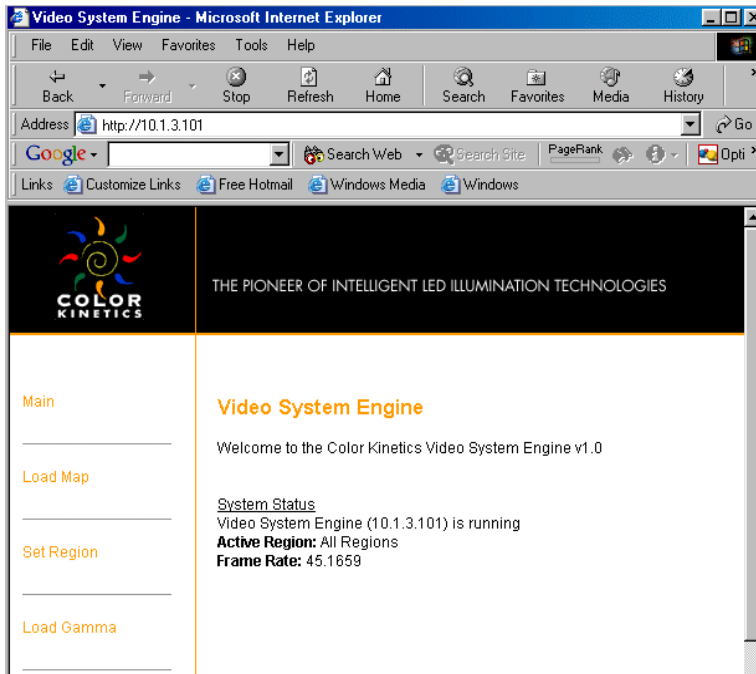 Video System Engine - Microsoft Internet Explorer
File Edit View Favorites Tools Help
Back Forward Stop Refresh Home Search Favorites Media History
Address http://10.1.3.101 Go
Google Search Web Search Site PageRank Opti
Links Customize Links Free Hotmail Windows Media Windows
COLOR
KINETICS
THE PIONEER OF INTELLIGENT LED ILLUMINATION TECHNOLOGIES
Main
Load Map
Set Region
Load Gamma
Video System Engine
Welcome to the Color Kinetics Video System Engine v1.0
System Status
Video System Engine (10.1.3.101) is running
Active Region: All Regions
Frame Rate: 45.1659